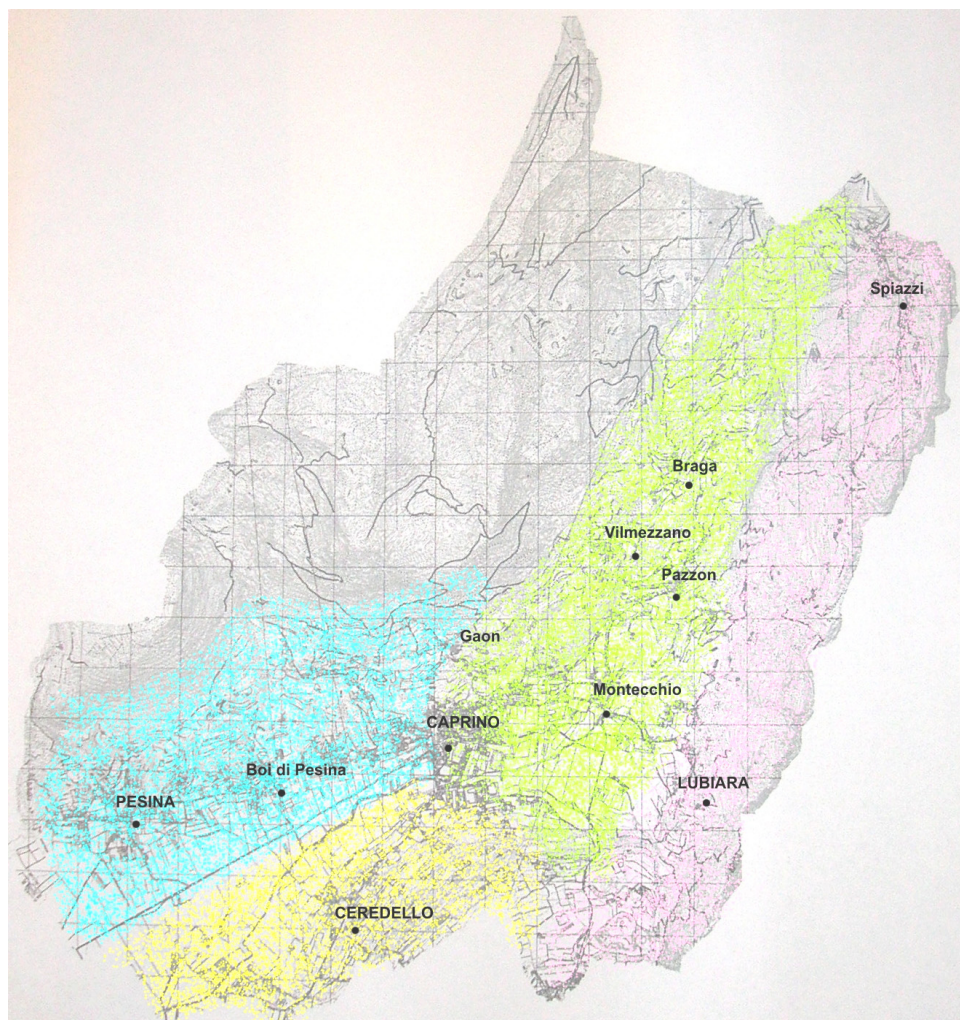 Spiazzi
Braga
Vilmezzano
Pazzon
Gaon
Montecchio
CAPRINO
Boi di Pesina
LUBIARA
PESINA
CEREDELLO